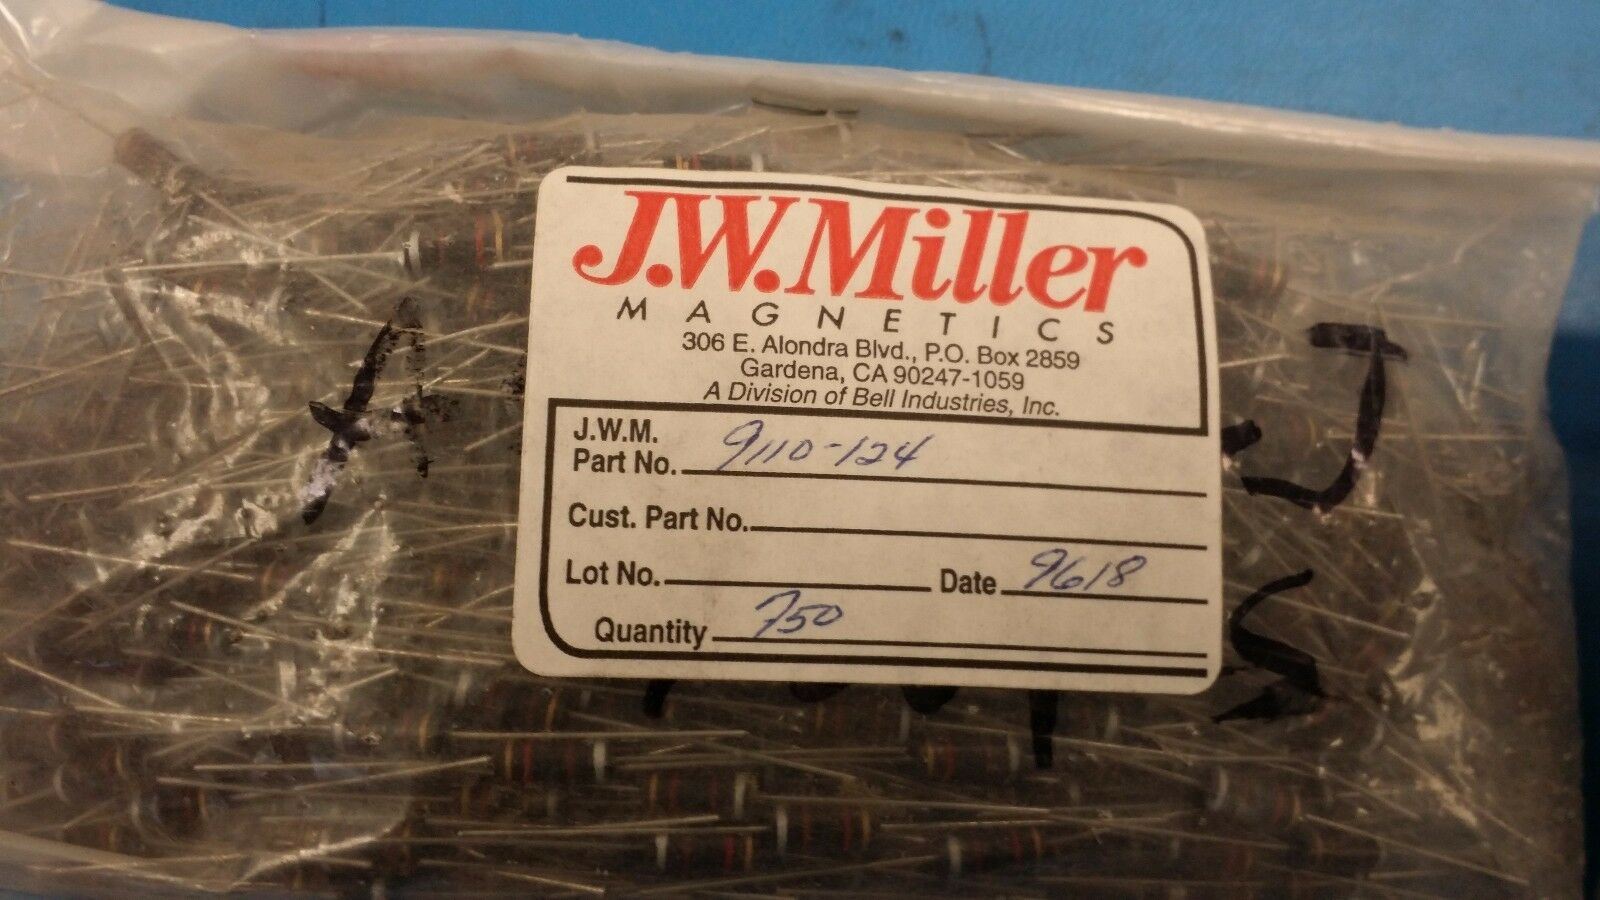 J.W.Miller
MAGNETICS
306 E. Alondra Blvd., P.O. Box 2859
Gardena, CA 90247-1059
A Division of Bell Industries, Inc.
J.W.M.
Part No. 9110-124
Cust. Part No.
Lot No. Date 9618
Quantity 750
A